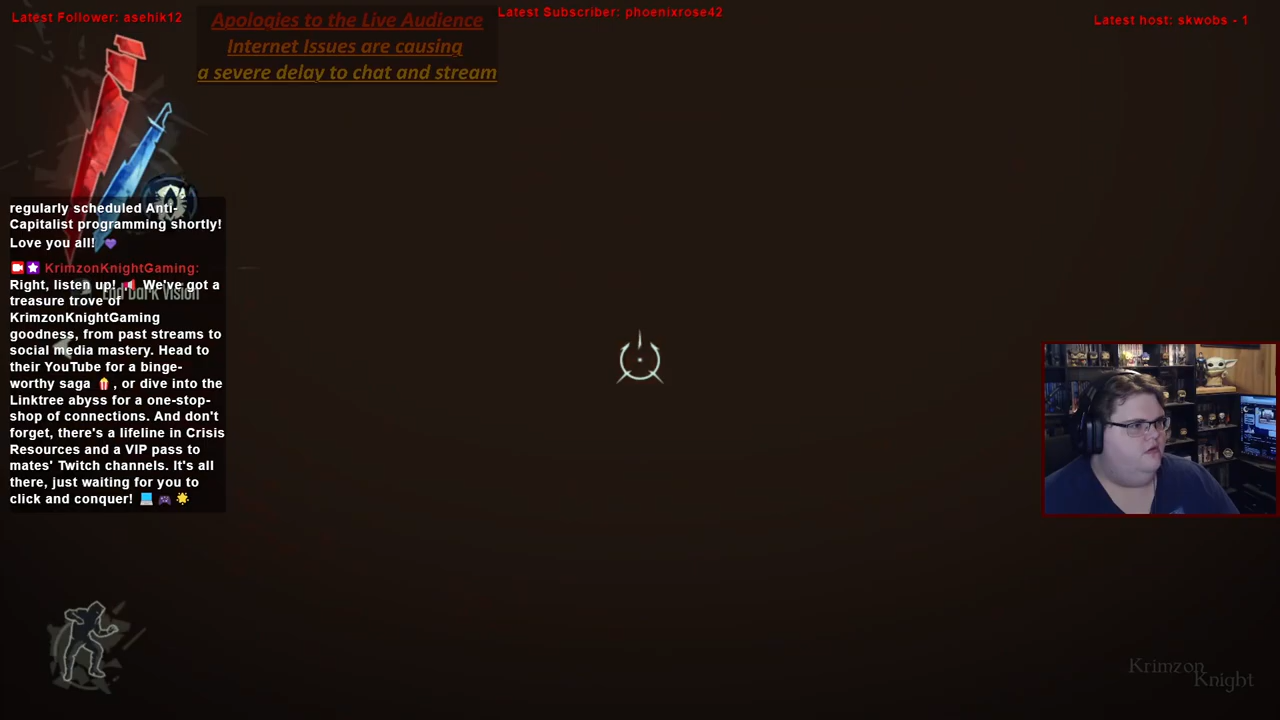 Latest Follower: asehik12
Apologies to the Live Audience
Internet Issues are causing
a severe delay to chat and stream
Latest Subscriber: phoenixrose42
Latest host: skwobs - 1
regularly scheduled Anti-
Capitalist programming shortly!
Love you all! 💜
KrimzonKnightGaming:
Right, listen up! 📢 We've got a
treasure trove of
KrimzonKnightGaming
goodness, from past streams to
social media mastery. Head to
their YouTube for a binge-
worthy saga 🍿, or dive into the
Linktree abyss for a one-stop-
shop of connections. And don't
forget, there's a lifeline in Crisis
Resources and a VIP pass to
mates' Twitch channels. It's all
there, just waiting for you to
click and conquer! 💻 🎮 🌟
End Dark Vision
Krimzon
Knight